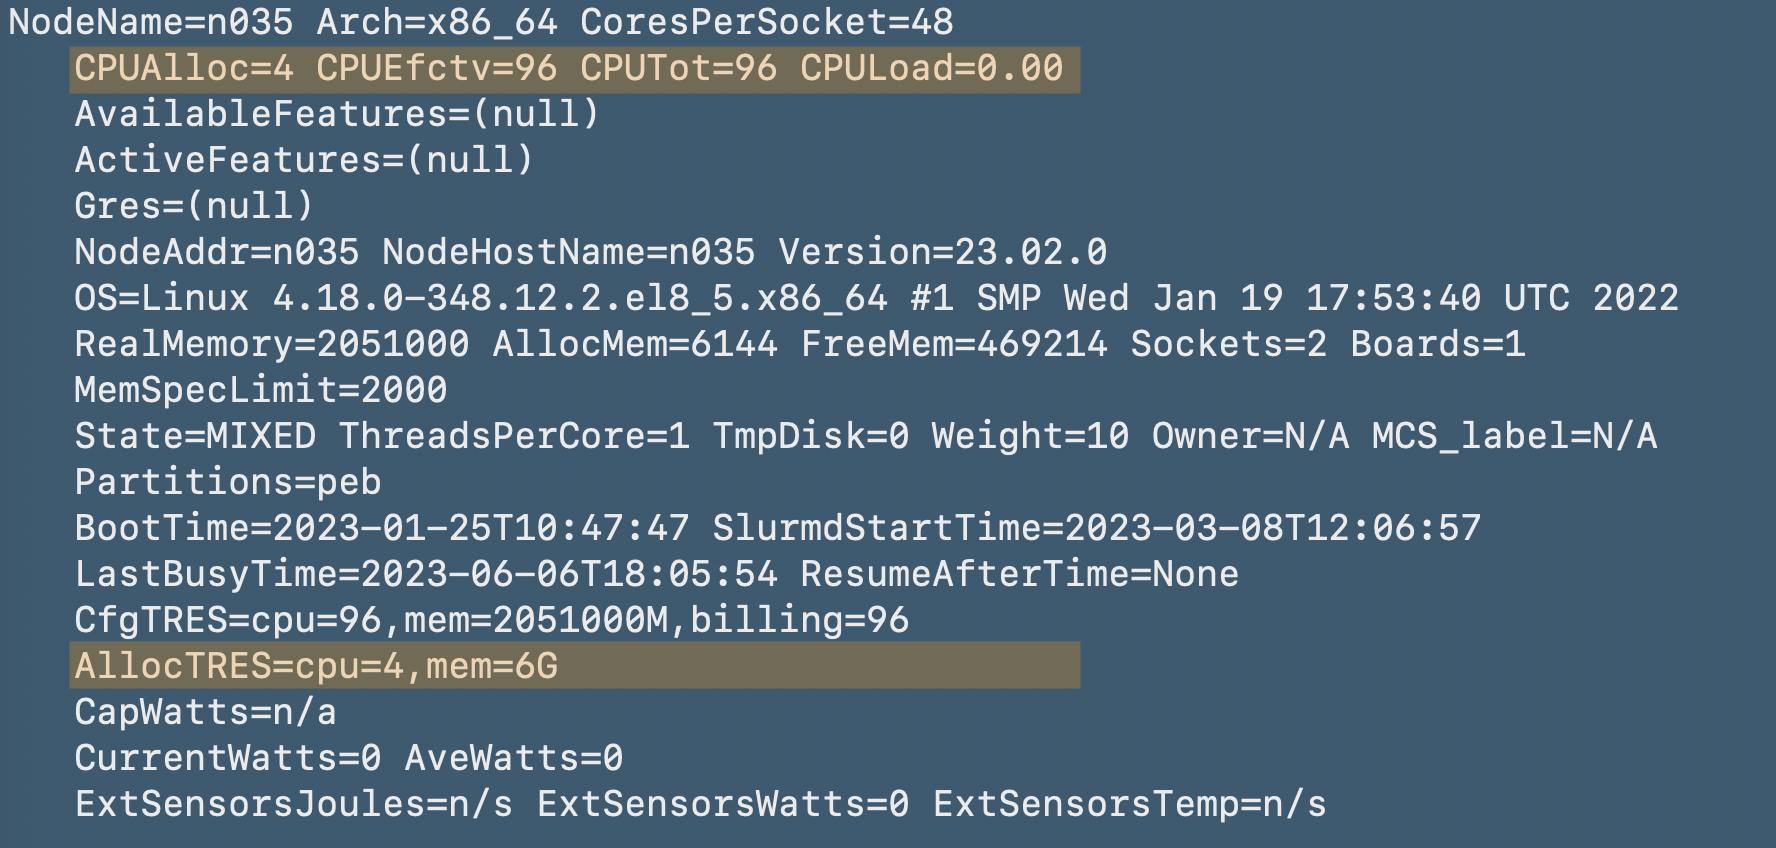 NodeName=n035 Arch=x86_64 CoresPerSocket=48
CPUAlloc=4 CPUEfctv=96 CPUTot=96 CPULoad=0.00
AvailableFeatures=(null)
ActiveFeatures=(null)
Gres=(null)
NodeAddr=n035 NodeHostName=n035 Version=23.02.0
OS=Linux 4.18.0-348.12.2.el8_5.x86_64 #1 SMP Wed Jan 19 17:53:40 UTC 2022
RealMemory=2051000 AllocMem=6144 FreeMem=469214 Sockets=2 Boards=1
MemSpecLimit=2000
State=MIXED ThreadsPerCore=1 TmpDisk=0 Weight=10 Owner=N/A MCS_label=N/A
Partitions=peb
BootTime=2023-01-25T10:47:47 SlurmdStartTime=2023-03-08T12:06:57
LastBusyTime=2023-06-06T18:05:54 ResumeAfterTime=None
CfgTRES=cpu=96,mem=2051000M,billing=96
AllocTRES=cpu=4,mem=6G
CapWatts=n/a
CurrentWatts=0 AveWatts=0
ExtSensorsJoules=n/s ExtSensorsWatts=0 ExtSensorsTemp=n/s